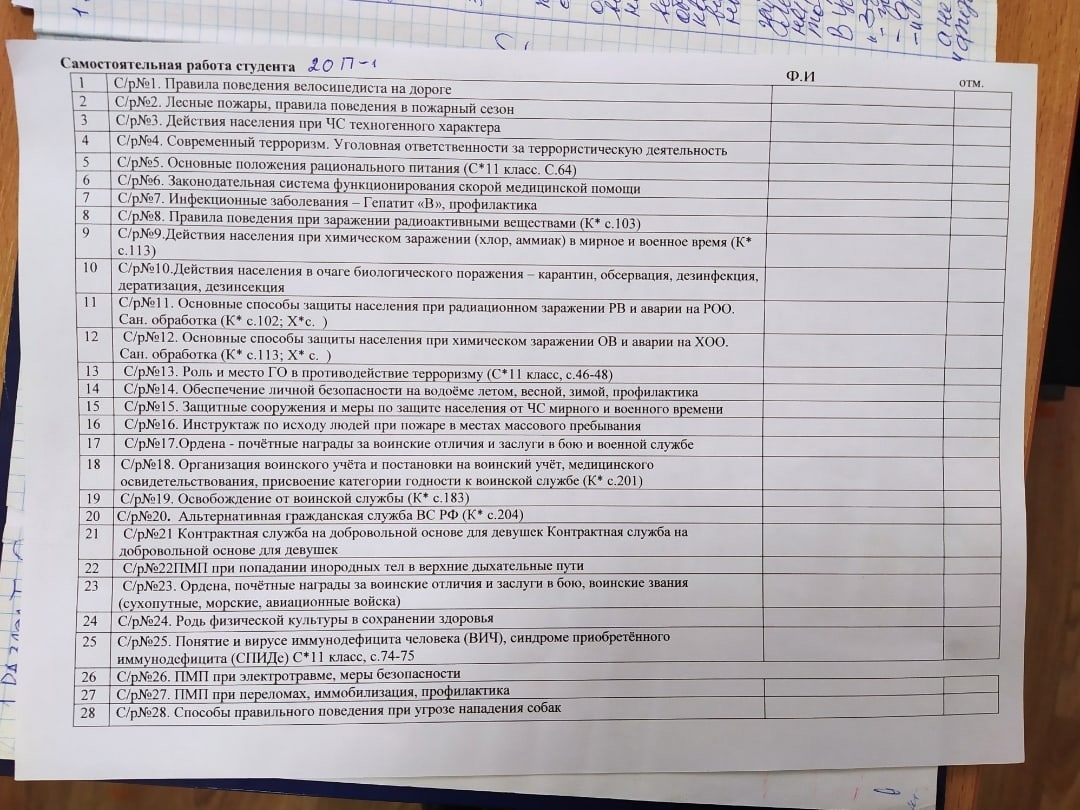 Самостоятельная работа студента 20 П-1 Ф.И отм.
1 С/р№1. Правила поведения велосипедиста на дороге
2 С/р№2. Лесные пожары, правила поведения в пожарный сезон
3 С/р№3. Действия населения при ЧС техногенного характера
4 С/р№4. Современный терроризм. Уголовная ответственности за террористическую деятельность
5 С/р№5. Основные положения рационального питания (С*11 класс. С.64)
6 С/р№6. Законодательная система функционирования скорой медицинской помощи
7 С/р№7. Инфекционные заболевания – Гепатит «В», профилактика
8 С/р№8. Правила поведения при заражении радиоактивными веществами (К* с.103)
9 С/р№9.Действия населения при химическом заражении (хлор, аммиак) в мирное и военное время (К*
с.113)
10 С/р№10.Действия населения в очаге биологического поражения – карантин, обсервация, дезинфекция,
дератизация, дезинсекция
11 С/р№11. Основные способы защиты населения при радиационном заражении РВ и аварии на РОО.
Сан. обработка (К* с.102; Х*с. )
12 С/р№12. Основные способы защиты населения при химическом заражении ОВ и аварии на ХОО.
Сан. обработка (К* с.113; Х* с. )
13 С/р№13. Роль и место ГО в противодействие терроризму (С*11 класс, с.46-48)
14 С/р№14. Обеспечение личной безопасности на водоёме летом, весной, зимой, профилактика
15 С/р№15. Защитные сооружения и меры по защите населения от ЧС мирного и военного времени
16 С/р№16. Инструктаж по исходу людей при пожаре в местах массового пребывания
17 С/р№17.Ордена - почётные награды за воинские отличия и заслуги в бою и военной службе
18 С/р№18. Организация воинского учёта и постановки на воинский учёт, медицинского
освидетельствования, присвоение категории годности к воинской службе (К* с.201)
19 С/р№19. Освобождение от воинской службы (К* с.183)
20 С/р№20. Альтернативная гражданская служба ВС РФ (К* с.204)
21 С/р№21 Контрактная служба на добровольной основе для девушек Контрактная служба на
добровольной основе для девушек
22 С/р№22ПМП при попадании инородных тел в верхние дыхательные пути
23 С/р№23. Ордена, почётные награды за воинские отличия и заслуги в бою, воинские звания
(сухопутные, морские, авиационные войска)
24 С/р№24. Родь физической культуры в сохранении здоровья
25 С/р№25. Понятие и вирусе иммунодефицита человека (ВИЧ), синдроме приобретённого
иммунодефицита (СПИДе) С*11 класс, с.74-75
26 С/р№26. ПМП при электротравме, меры безопасности
27 С/р№27. ПМП при переломах, иммобилизация, профилактика
28 С/р№28. Способы правильного поведения при угрозе нападения собак